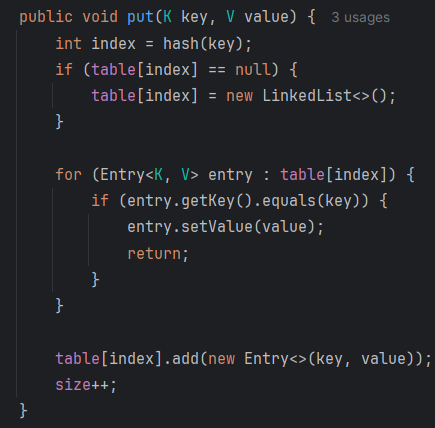 public void put(K key, V value) { 3 usages
    int index = hash(key);
    if (table[index] == null) {
        table[index] = new LinkedList<>();
    }

    for (Entry<K, V> entry : table[index]) {
        if (entry.getKey().equals(key)) {
            entry.setValue(value);
            return;
        }
    }

    table[index].add(new Entry<>(key, value));
    size++;
}